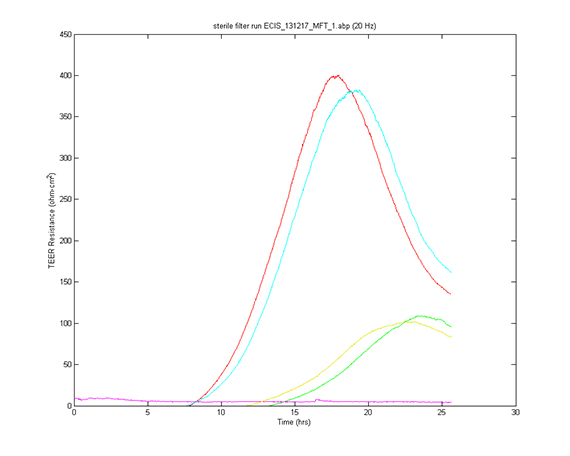 sterile filter run ECIS_131217_MFT_1.abp (20 Hz)
450
400
350
300
250
200
150
100
50
0
TEER Resistance (ohm-cm²)
0 5 10 15 20 25 30
Time (hrs)